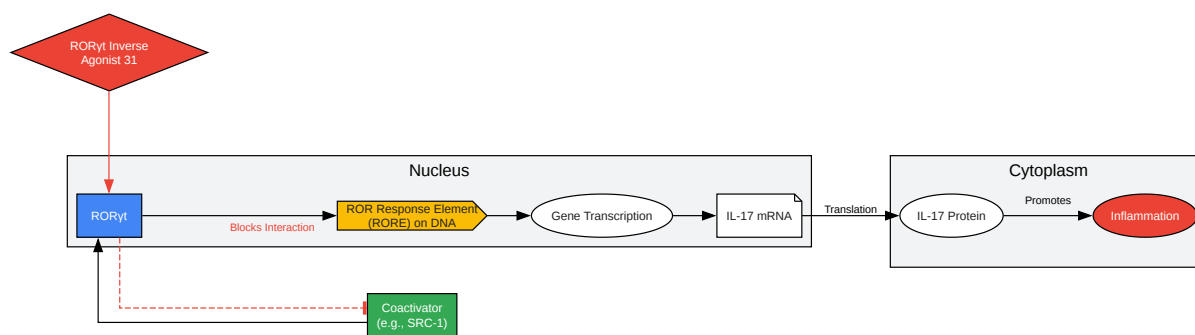 RORγt Inverse
Agonist 31
Nucleus
Cytoplasm
RORγt
Blocks Interaction
ROR Response Element
(RORE) on DNA
Gene Transcription
IL-17 mRNA
Translation
IL-17 Protein
Promotes
Inflammation
Coactivator
(e.g., SRC-1)